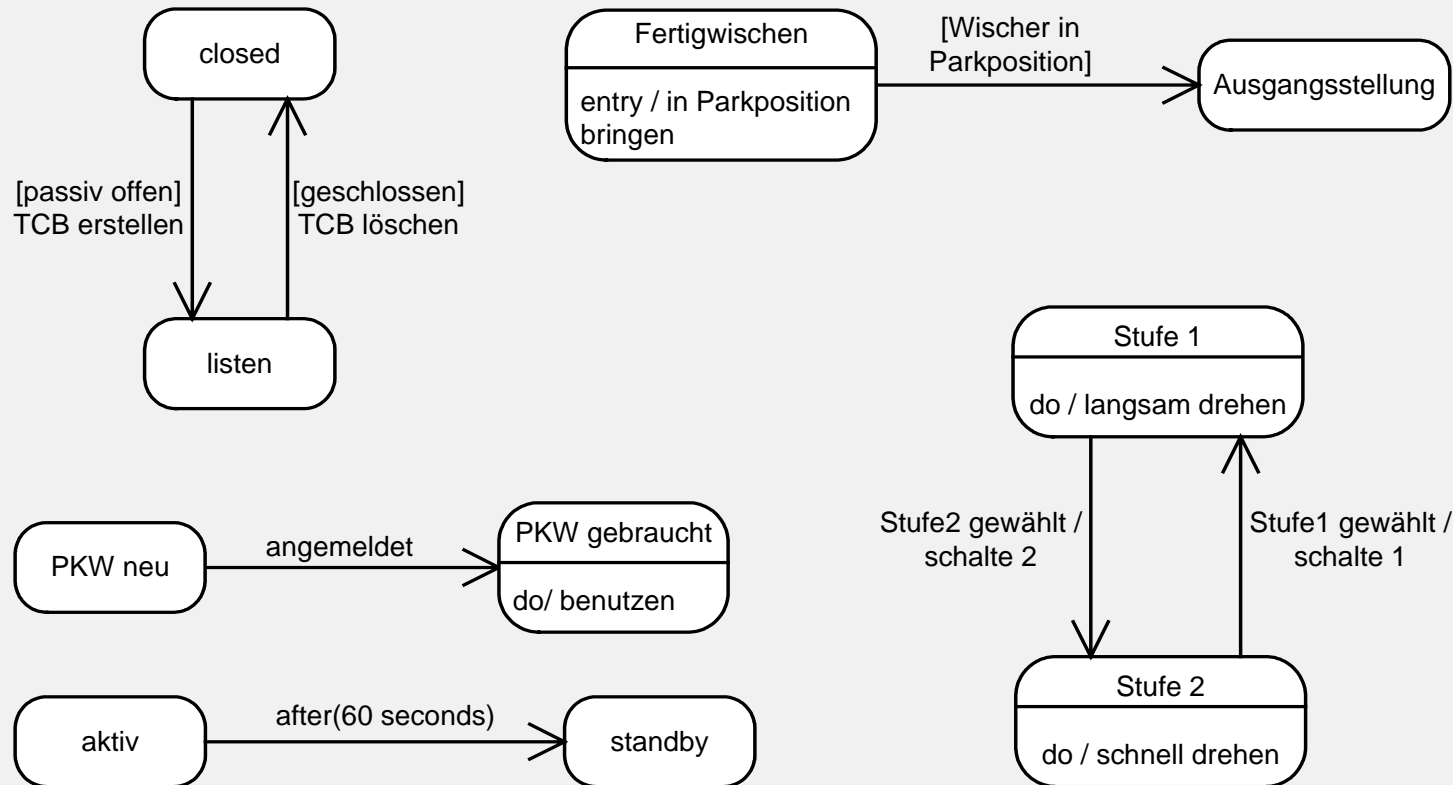 closed
[passiv offen]
TCB erstellen
[geschlossen]
TCB löschen
listen
Fertigwischen
entry / in Parkposition
bringen
[Wischer in
Parkposition]
Ausgangsstellung
PKW neu
angemeldet
PKW gebraucht
do/ benutzen
aktiv
after(60 seconds)
standby
Stufe 1
do / langsam drehen
Stufe2 gewählt /
schalte 2
Stufe1 gewählt /
schalte 1
Stufe 2
do / schnell drehen